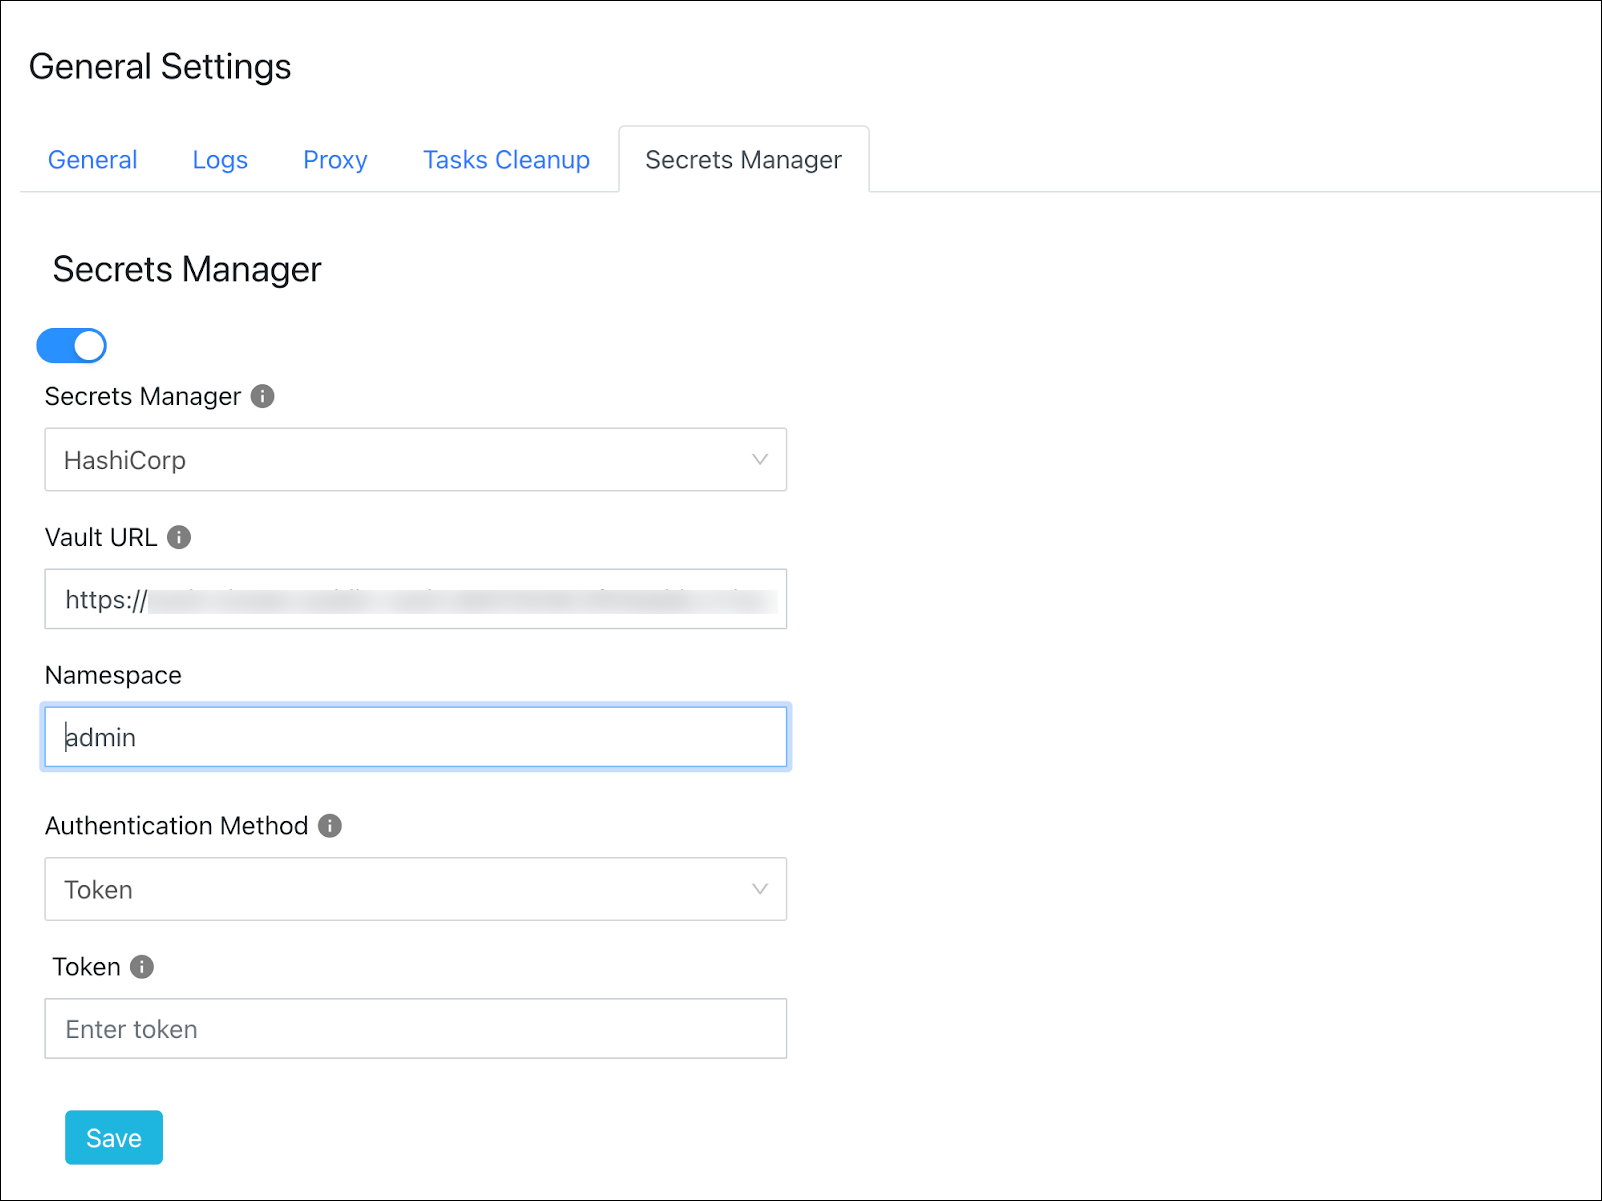 General Settings
General Logs Proxy Tasks Cleanup Secrets Manager
Secrets Manager
Secrets Manager
HashiCorp
Vault URL
https://
Namespace
admin
Authentication Method
Token
Token
Enter token
Save